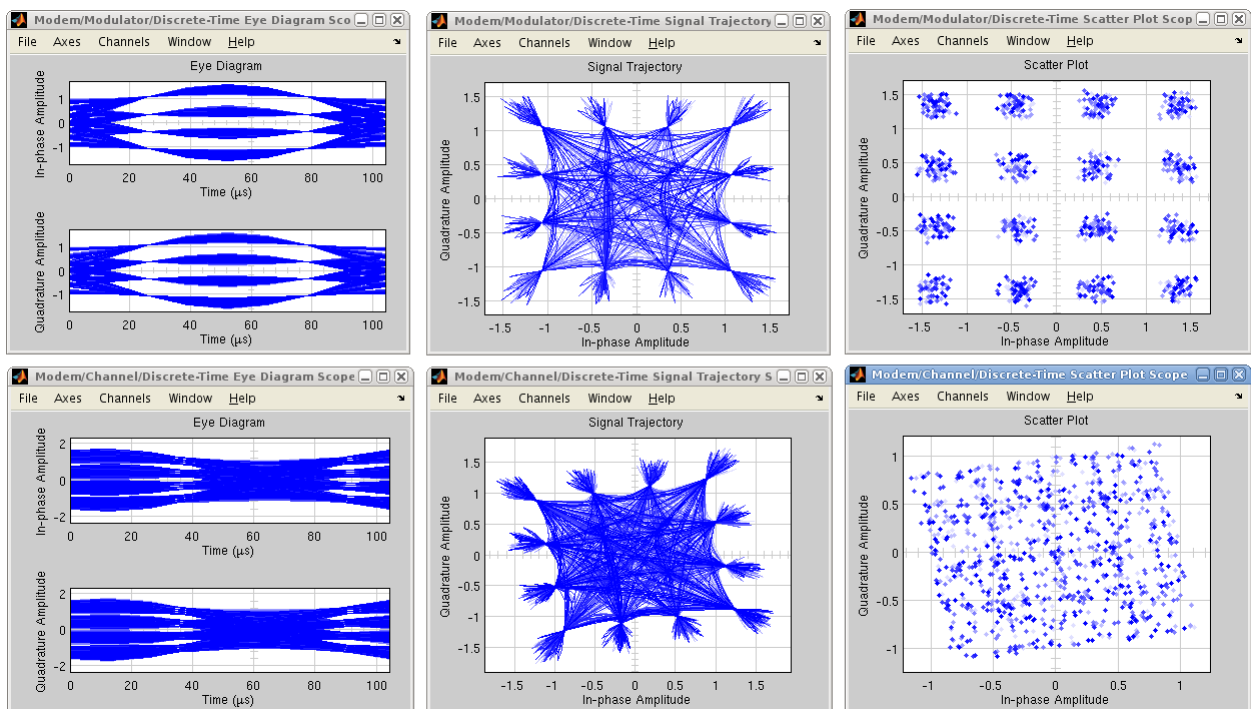 Modem/Modulator/Discrete-Time Eye Diagram Sco
File Axes Channels Window Help
Eye Diagram
In-phase Amplitude
1
0
-1
0 20 40 60 80 100
Time (μs)
Quadrature Amplitude
1
0
-1
0 20 40 60 80 100
Time (μs)
Modem/Modulator/Discrete-Time Signal Trajectory
File Axes Channels Window Help
Signal Trajectory
Quadrature Amplitude
1.5
1
0.5
0
-0.5
-1
-1.5
-1.5 -1 -0.5 0 0.5 1 1.5
In-phase Amplitude
Modem/Modulator/Discrete-Time Scatter Plot Scop
File Axes Channels Window Help
Scatter Plot
Quadrature Amplitude
1.5
1
0.5
0
-0.5
-1
-1.5
-1.5 -1 -0.5 0 0.5 1 1.5
In-phase Amplitude
Modem/Channel/Discrete-Time Eye Diagram Scope
File Axes Channels Window Help
Eye Diagram
In-phase Amplitude
2
0
-2
0 20 40 60 80 100
Time (μs)
Quadrature Amplitude
2
0
-2
0 20 40 60 80 100
Time (μs)
Modem/Channel/Discrete-Time Signal Trajectory S
File Axes Channels Window Help
Signal Trajectory
Quadrature Amplitude
1.5
1
0.5
0
-0.5
-1
-1.5
-1.5 -1 -0.5 0 0.5 1 1.5
In-phase Amplitude
Modem/Channel/Discrete-Time Scatter Plot Scope
File Axes Channels Window Help
Scatter Plot
Quadrature Amplitude
1
0.5
0
-0.5
-1
-1 -0.5 0 0.5 1
In-phase Amplitude